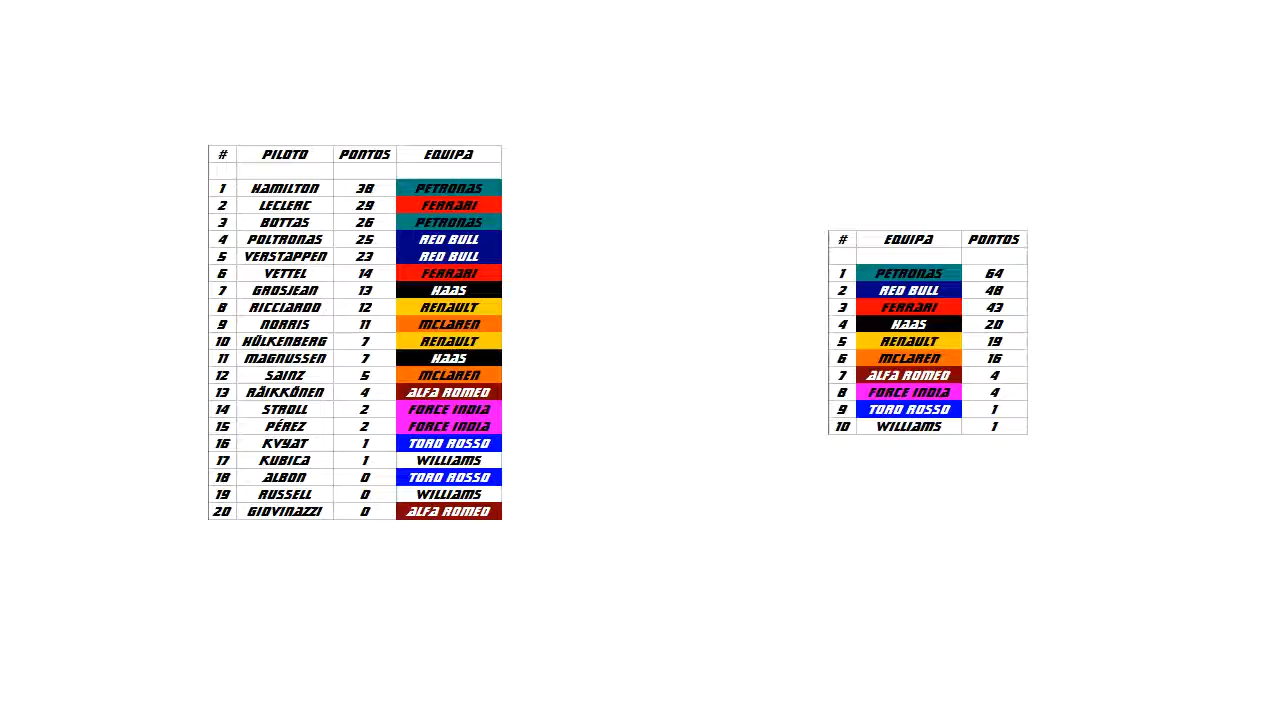 # PILOTO PONTOS EQUIPA
1 HAMILTON 38 PETRONAS
2 LECLERC 29 FERRARI
3 BOTTAS 26 PETRONAS
4 POLTRONAS 25 RED BULL
5 VERSTAPPEN 23 RED BULL
6 VETTEL 14 FERRARI
7 GROSJEAN 13 HAAS
8 RICCIARDO 12 RENAULT
9 NORRIS 11 MCLAREN
10 HÜLKENBERG 7 RENAULT
11 MAGNUSSEN 7 HAAS
12 SAINZ 5 MCLAREN
13 RÄIKKÖNEN 4 ALFA ROMEO
14 STROLL 2 FORCE INDIA
15 PÉREZ 2 FORCE INDIA
16 KVYAT 1 TORO ROSSO
17 KUBICA 1 WILLIAMS
18 ALBON 0 TORO ROSSO
19 RUSSELL 0 WILLIAMS
20 GIOVINAZZI 0 ALFA ROMEO
# EQUIPA PONTOS
1 PETRONAS 64
2 RED BULL 48
3 FERRARI 43
4 HAAS 20
5 RENAULT 19
6 MCLAREN 16
7 ALFA ROMEO 4
8 FORCE INDIA 4
9 TORO ROSSO 1
10 WILLIAMS 1